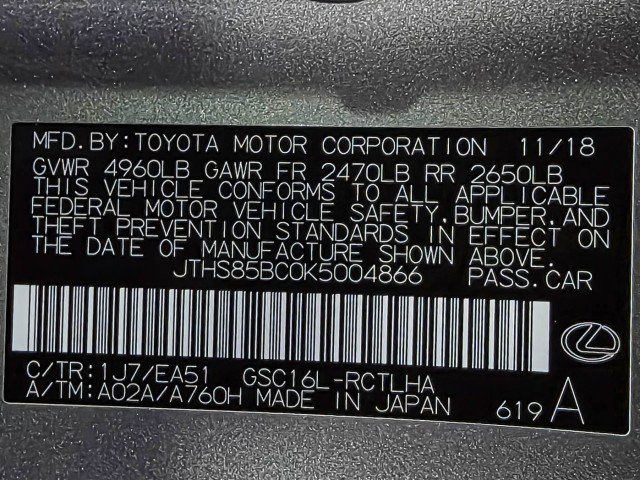 MFD.BY:TOYOTA MOTOR CORPORATION 11/18
GVWR 4960LB GAWR FR 2470LB RR 2650LB
THIS VEHICLE CONFORMS TO ALL APPLICABLE
FEDERAL MOTOR VEHICLE SAFETY,BUMPER,AND
THEFT PREVENTION STANDARDS IN EFFECT ON
THE DATE OF MANUFACTURE SHOWN ABOVE.
JTHS85BC0K5004866 PASS.CAR
C/TR:1J7/EA51 GSC16L-RCTLHA
A/TM:A02A/A760H MADE IN JAPAN 619 A